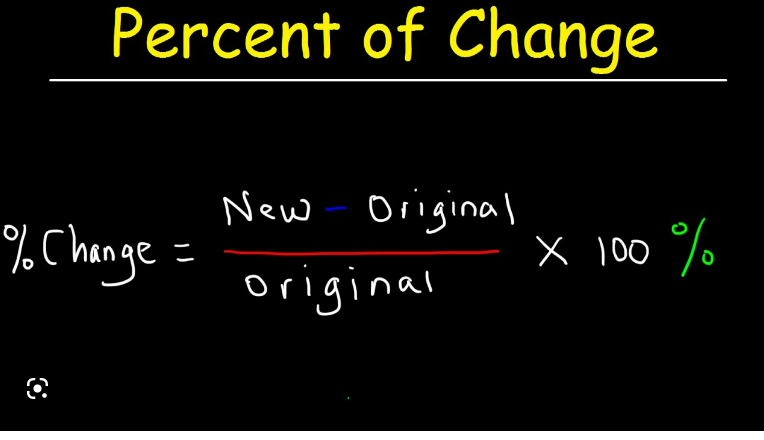 Percent of Change
% Change = New - Original / Original X 100 %